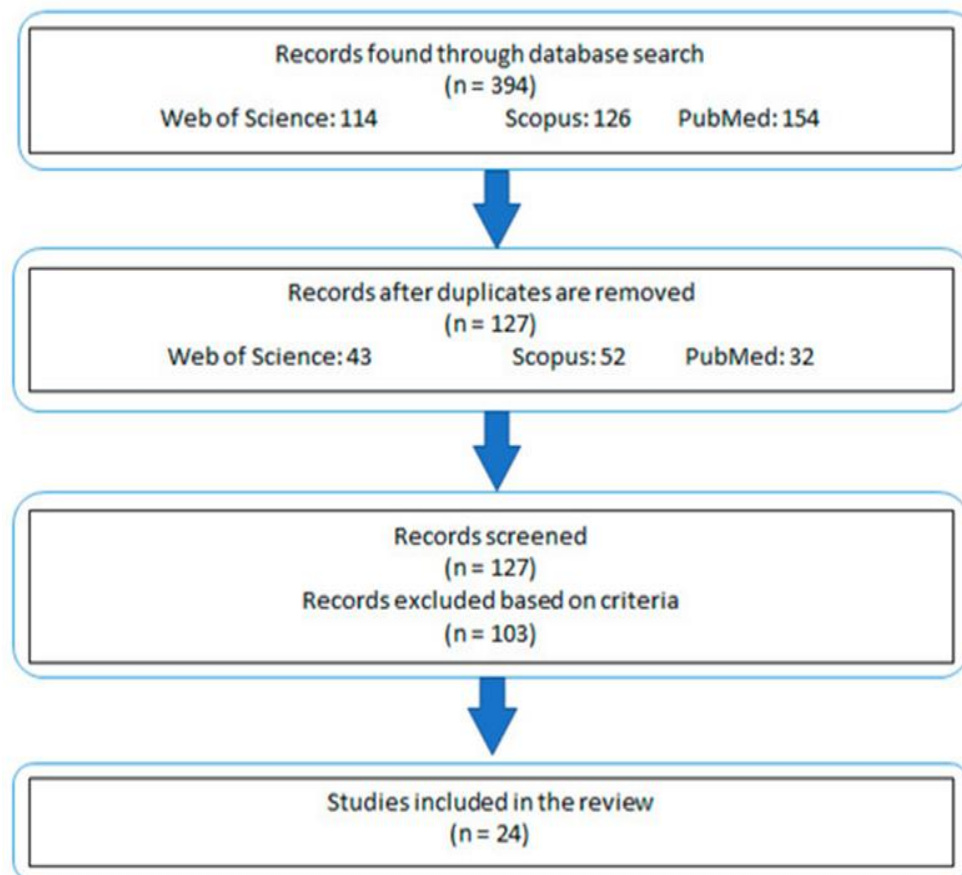 Records found through database search
(n = 394)
Web of Science: 114 Scopus: 126 PubMed: 154
Records after duplicates are removed
(n = 127)
Web of Science: 43 Scopus: 52 PubMed: 32
Records screened
(n = 127)
Records excluded based on criteria
(n = 103)
Studies included in the review
(n = 24)